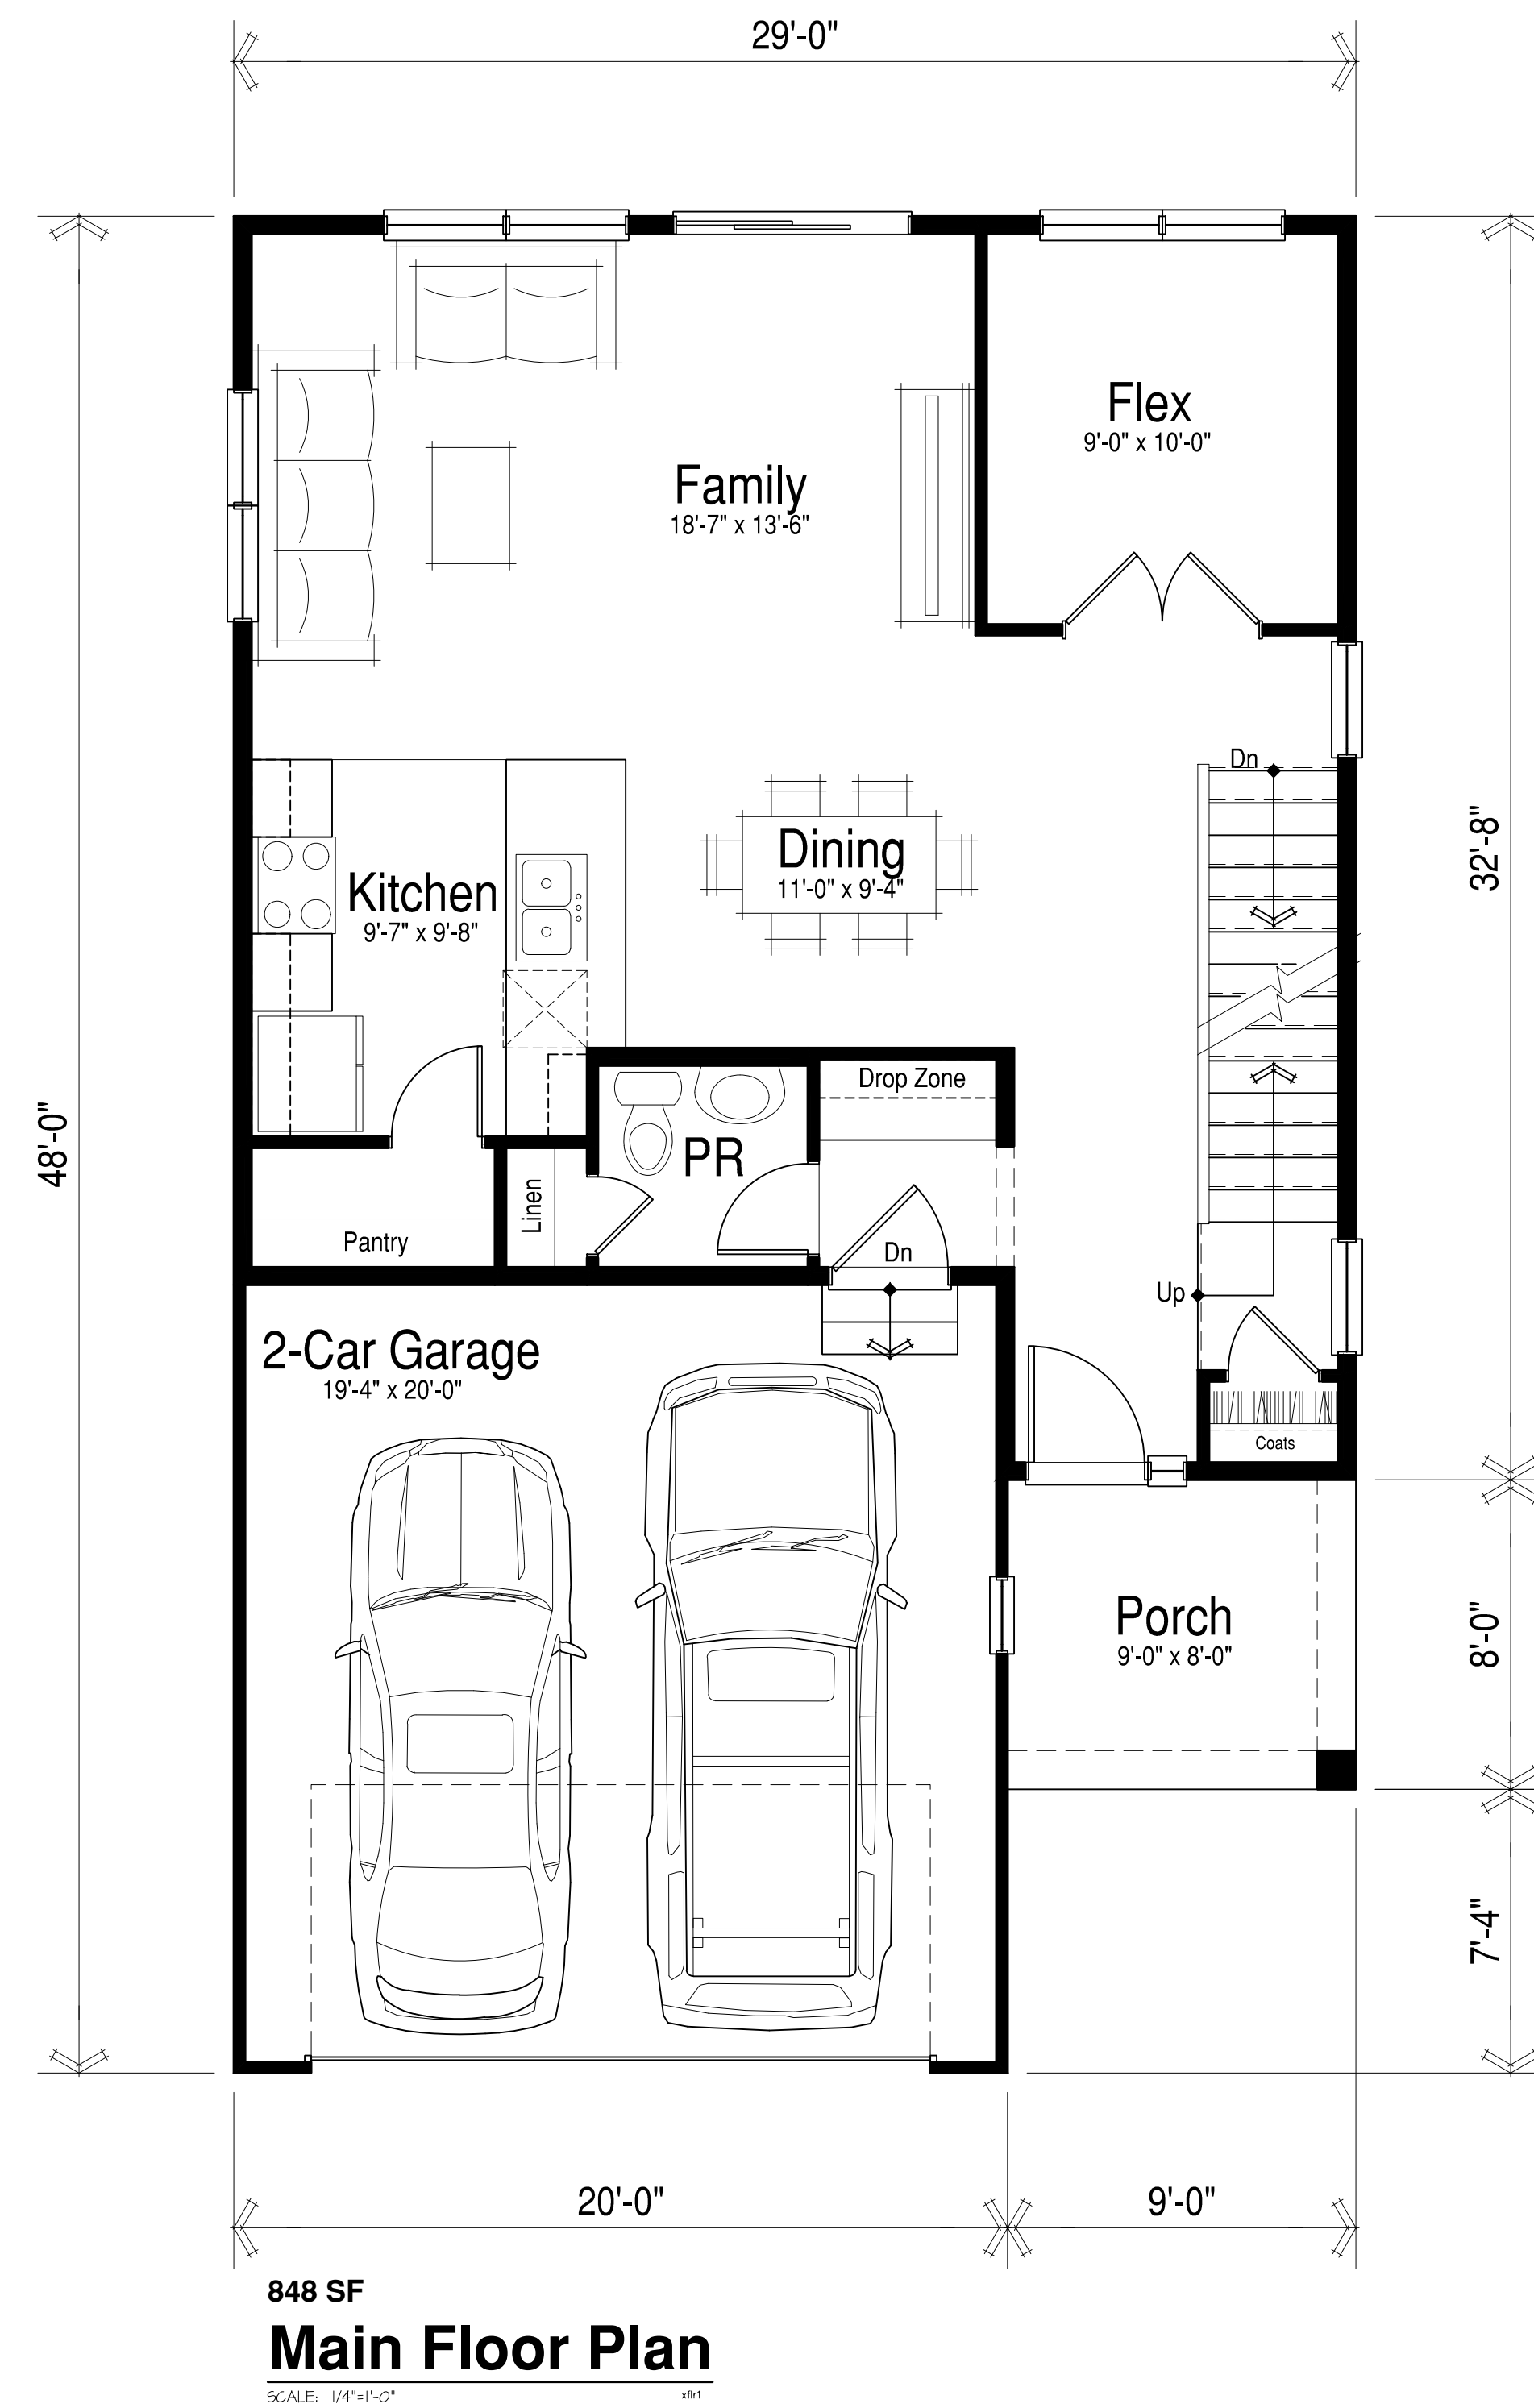 29'-0"
Flex
9'-0" x 10'-0"
Family
18'-7" x 13'-6"
Dn
32'-8"
Dining
11'-0" x 9'-4"
Kitchen
9'-7" x 9'-8"
Drop Zone
48'-0"
PR
Linen
Pantry
Dn
Up
2-Car Garage
19'-4" x 20'-0"
Coats
Porch
9'-0" x 8'-0"
8'-0"
7'-4"
20'-0"
9'-0"
848 SF
Main Floor Plan
SCALE: 1/4"=1'-0"
xflr1